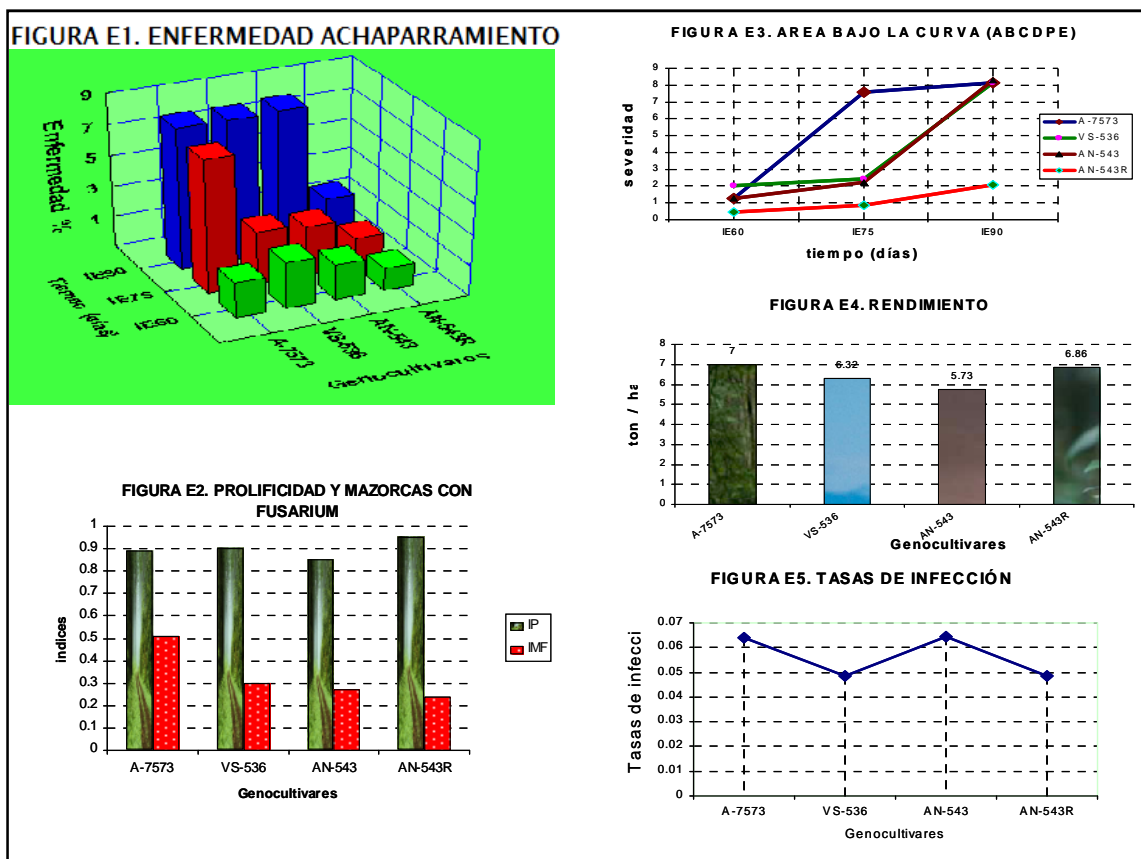 FIGURA E1. ENFERMEDAD ACHAPARRAMIENTO
9
7
5
3
1
Enfermedad %
IE90
IE75
IE60
Tiempo (días)
A-7573
VS-536
AN-543
AN-543R
Genocultivares
FIGURA E2. PROLIFICIDAD Y MAZORCAS CON
FUSARIUM
1
0.9
0.8
0.7
0.6
0.5
0.4
0.3
0.2
0.1
0
indices
A-7573 VS-536 AN-543 AN-543R
Genocultivares
IP
IMF
FIGURA E3. AREA BAJO LA CURVA (ABCDPE)
9
8
7
6
5
4
3
2
1
0
severidad
IE60 IE75 IE90
tiempo (días)
A-7573
VS-536
AN-543
AN-543R
FIGURA E4. RENDIMIENTO
8
7
6
5
4
3
2
1
0
ton / ha
7 6.32 5.73 6.86
A-7573 VS-536 AN-543 AN-543R
Genocultivares
FIGURA E5. TASAS DE INFECCIÓN
0.07
0.06
0.05
0.04
0.03
0.02
0.01
0
Tasas de infecci
A-7573 VS-536 AN-543 AN-543R
Genocultivares